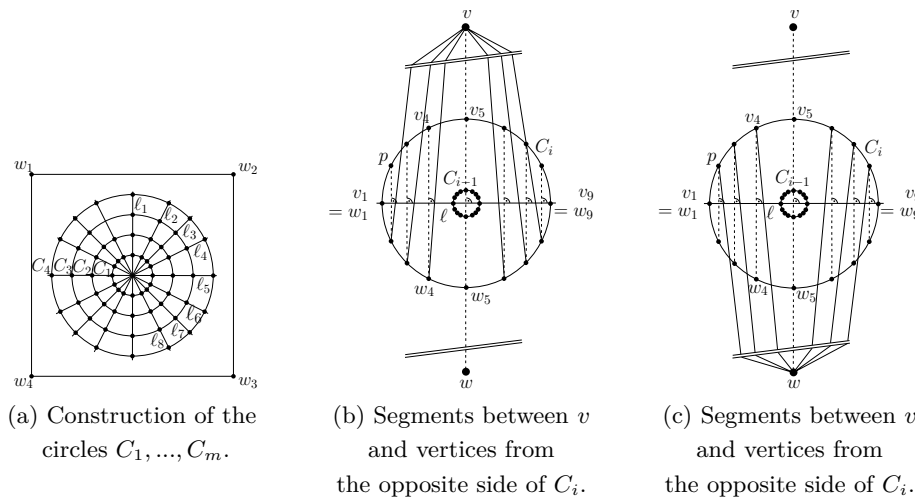 v
v
v₄
v₅
v₄
v₅
p
Cᵢ
p
Cᵢ
w₁
w₂
ℓ₁
ℓ₂
ℓ₃
ℓ₄
Cᵢ₋₁
Cᵢ₋₁
v₁
v₉
v₁
= w₁
ℓ
= w₉
= w₁
ℓ
= w₉
C₄ C₃ C₂ C₁
ℓ₅
ℓ₆
ℓ₇
ℓ₈
w₄
w₅
w₄
w₅
w₄
w₃
w
w
(a) Construction of the
circles C₁, ..., Cₘ.
(b) Segments between v
and vertices from
the opposite side of Cᵢ.
(c) Segments between v
and vertices from
the opposite side of Cᵢ.